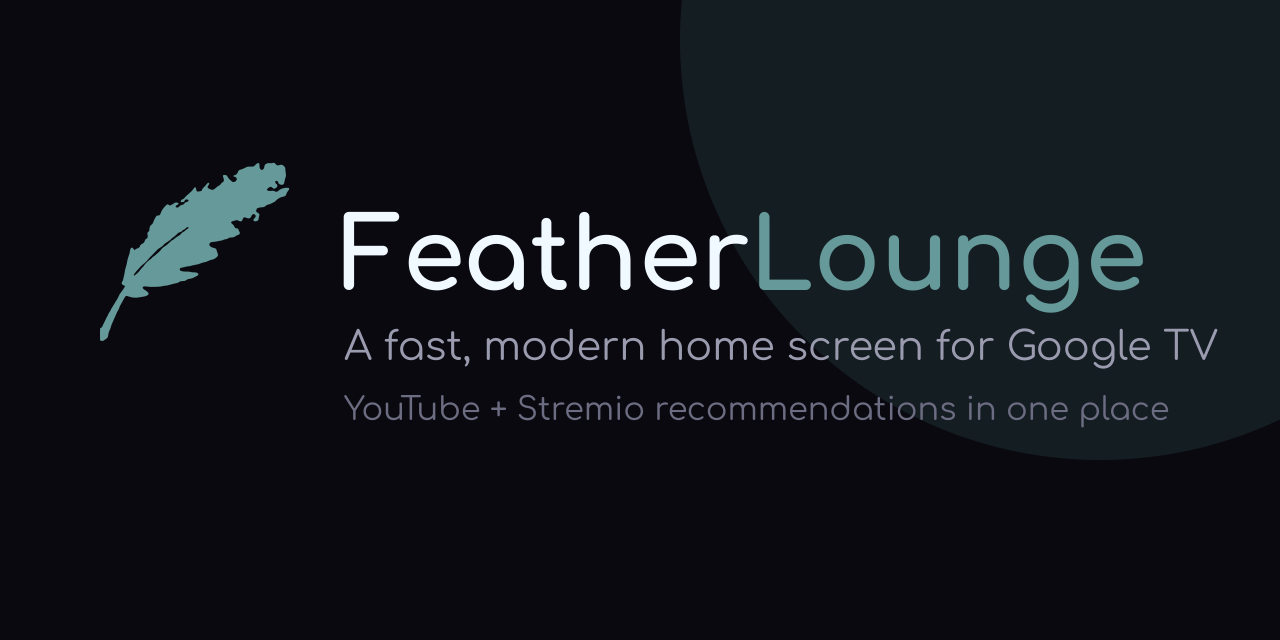 FeatherLounge
A fast, modern home screen for Google TV
YouTube + Stremio recommendations in one place